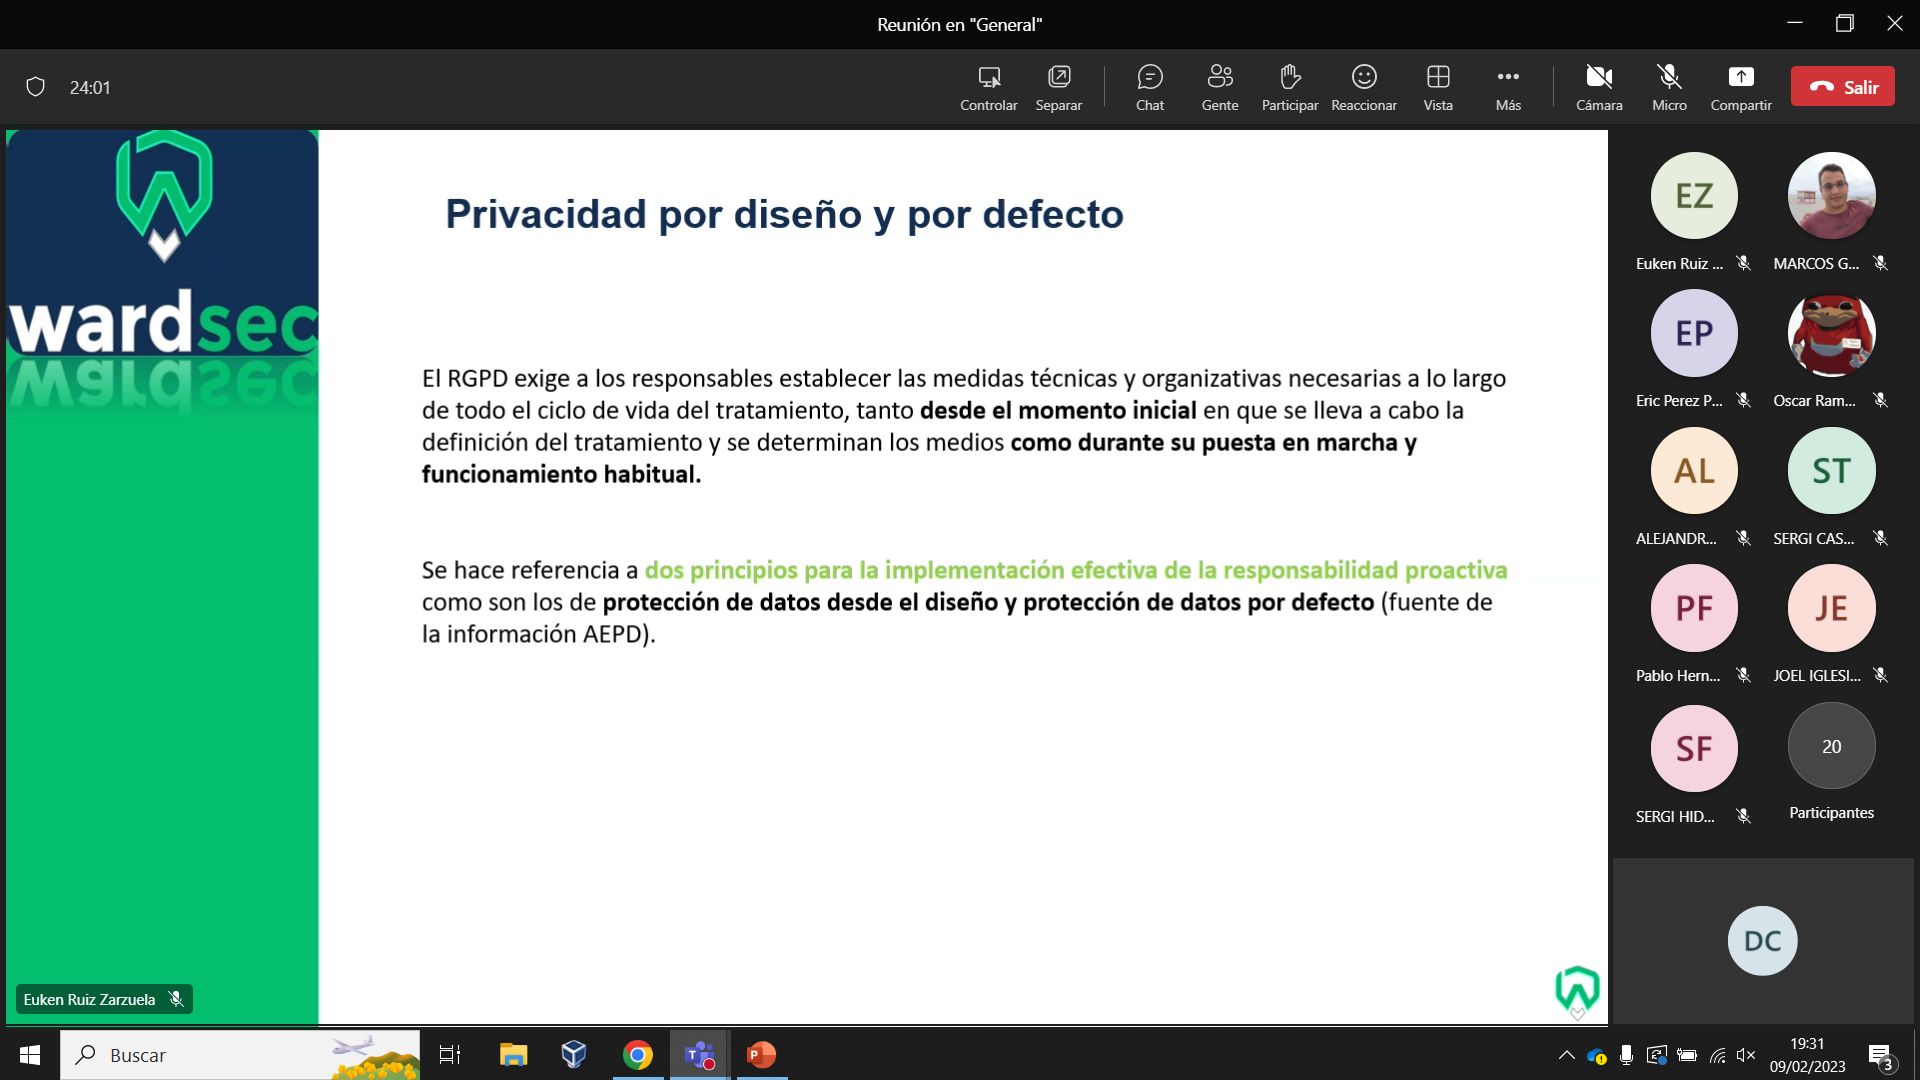 Reunión en "General"
24:01
Controlar
Separar
Chat
Gente
Participar
Reaccionar
Vista
Más
Cámara
Micro
Compartir
Salir
wardsec
Privacidad por diseño y por defecto
El RGPD exige a los responsables establecer las medidas técnicas y organizativas necesarias a lo largo
de todo el ciclo de vida del tratamiento, tanto desde el momento inicial en que se lleva a cabo la
definición del tratamiento y se determinan los medios como durante su puesta en marcha y
funcionamiento habitual.
Se hace referencia a dos principios para la implementación efectiva de la responsabilidad proactiva
como son los de protección de datos desde el diseño y protección de datos por defecto (fuente de
la información AEPD).
Euken Ruiz Zarzuela
EZ
Euken Ruiz ...
MARCOS G...
EP
Eric Perez P...
Oscar Ram...
AL
ALEJANDR...
ST
SERGI CAS...
PF
Pablo Hern...
JE
JOEL IGLESI...
SF
SERGI HID...
20
Participantes
DC
Buscar
19:31
09/02/2023
3